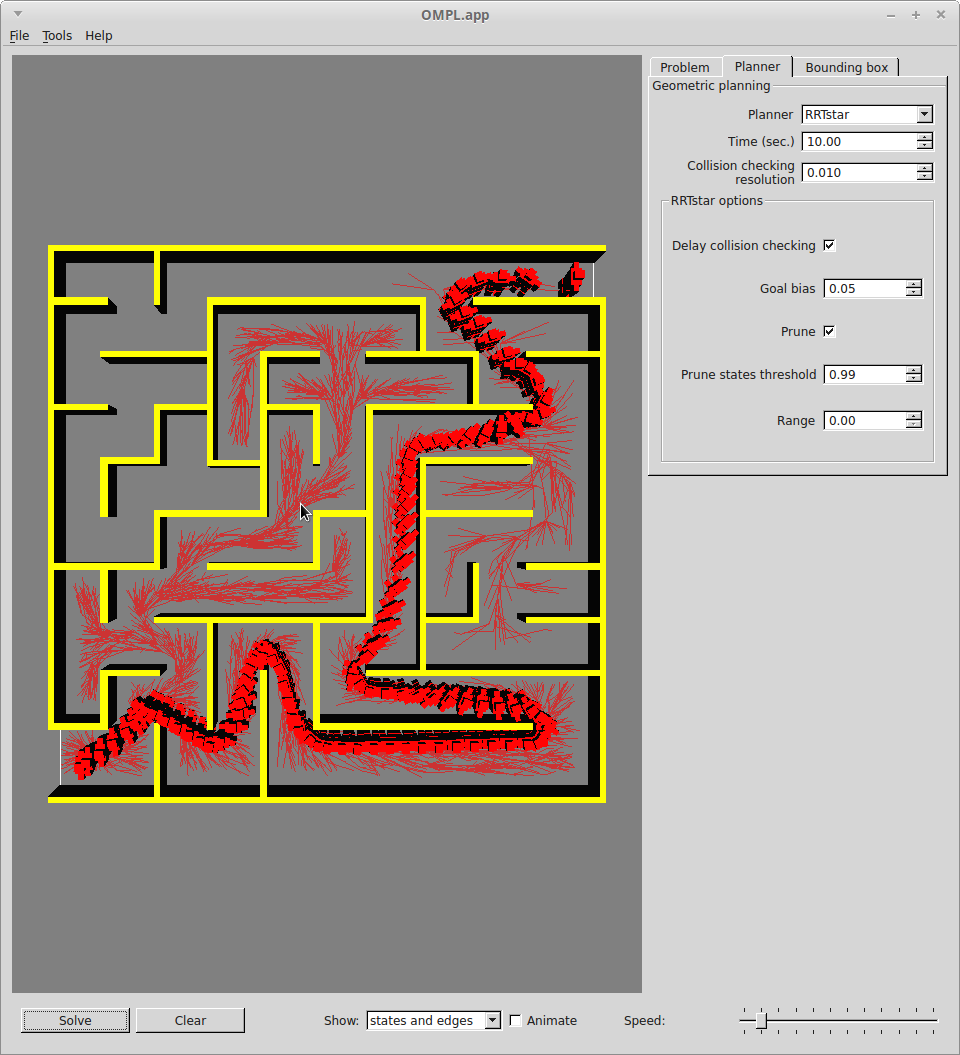 OMPL.app
File Tools Help
Problem Planner Bounding box
Geometric planning
Planner RRTstar
Time (sec.) 10.00
Collision checking
resolution 0.010
RRTstar options
Delay collision checking
Goal bias 0.05
Prune
Prune states threshold 0.99
Range 0.00
Solve Clear Show: states and edges Animate Speed: